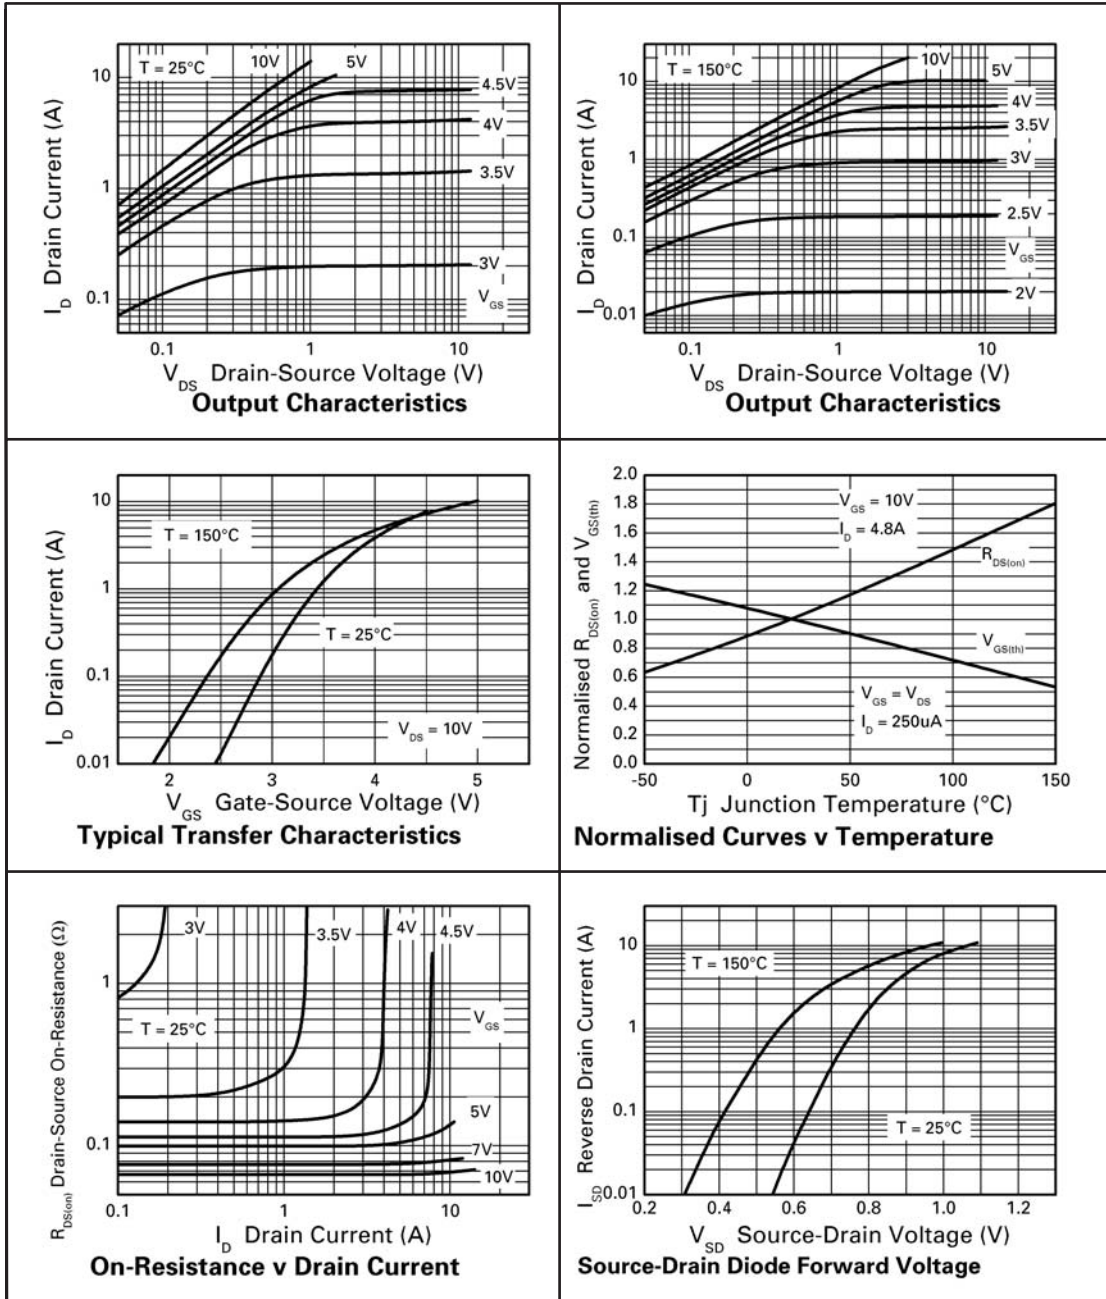 T = 25°C
10V
5V
10
4.5V
4V
3.5V
1
3V
V_GS
0.1
I_D Drain Current (A)
0.1
1
10
V_DS Drain-Source Voltage (V)
Output Characteristics
T = 150°C
10V
5V
10
4V
3.5V
1
3V
2.5V
0.1
V_GS
2V
0.01
I_D Drain Current (A)
0.1
1
10
V_DS Drain-Source Voltage (V)
Output Characteristics
10
T = 150°C
1
T = 25°C
0.1
V_DS = 10V
0.01
I_D Drain Current (A)
2
3
4
5
V_GS Gate-Source Voltage (V)
Typical Transfer Characteristics
2.0
1.8
1.6
1.4
1.2
1.0
0.8
0.6
0.4
0.2
0.0
Normalised R_DS(on) and V_GS(th)
V_GS = 10V
I_D = 4.8A
R_DS(on)
V_GS(th)
V_GS = V_DS
I_D = 250uA
-50
0
50
100
150
Tj Junction Temperature (°C)
Normalised Curves v Temperature
3V
3.5V
4V
4.5V
1
T = 25°C
V_GS
5V
0.1
7V
10V
R_DS(on) Drain-Source On-Resistance (Ω)
0.1
1
10
I_D Drain Current (A)
On-Resistance v Drain Current
10
T = 150°C
1
0.1
T = 25°C
0.01
I_SD Reverse Drain Current (A)
0.2
0.4
0.6
0.8
1.0
1.2
V_SD Source-Drain Voltage (V)
Source-Drain Diode Forward Voltage